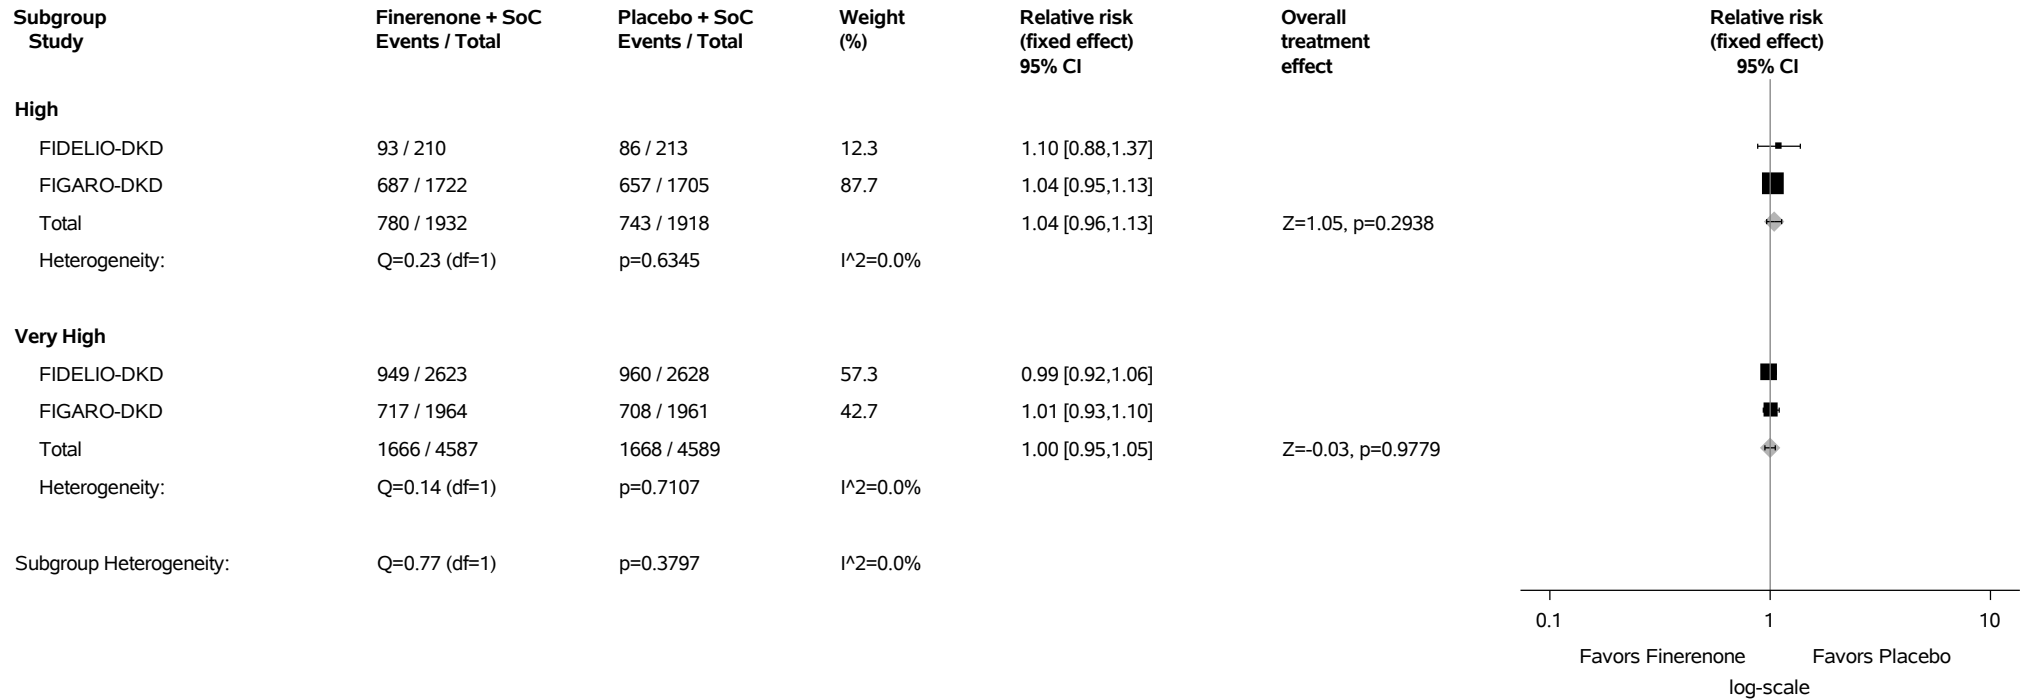 Subgroup Finerenone + SoC Placebo + SoC Weight Relative risk Overall Relative risk
Study Events / Total Events / Total (%) (fixed effect) treatment (fixed effect)
95% CI effect 95% CI
High
FIDELIO-DKD 93 / 210 86 / 213 12.3 1.10 [0.88,1.37]
FIGARO-DKD 687 / 1722 657 / 1705 87.7 1.04 [0.95,1.13]
Total 780 / 1932 743 / 1918 1.04 [0.96,1.13] Z=1.05, p=0.2938
Heterogeneity: Q=0.23 (df=1) p=0.6345 I^2=0.0%
Very High
FIDELIO-DKD 949 / 2623 960 / 2628 57.3 0.99 [0.92,1.06]
FIGARO-DKD 717 / 1964 708 / 1961 42.7 1.01 [0.93,1.10]
Total 1666 / 4587 1668 / 4589 1.00 [0.95,1.05] Z=-0.03, p=0.9779
Heterogeneity: Q=0.14 (df=1) p=0.7107 I^2=0.0%
Subgroup Heterogeneity: Q=0.77 (df=1) p=0.3797 I^2=0.0%
0.1 1 10
Favors Finerenone Favors Placebo
log-scale